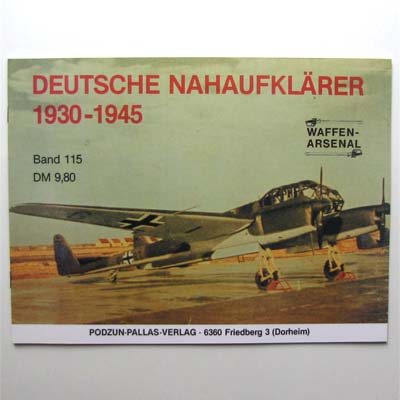 DEUTSCHE NAHAUFKLÄRER
1930-1945
WAFFEN-
ARSENAL
Band 115
DM 9,80
PODZUN-PALLAS-VERLAG · 6360 Friedberg 3 (Dorheim)